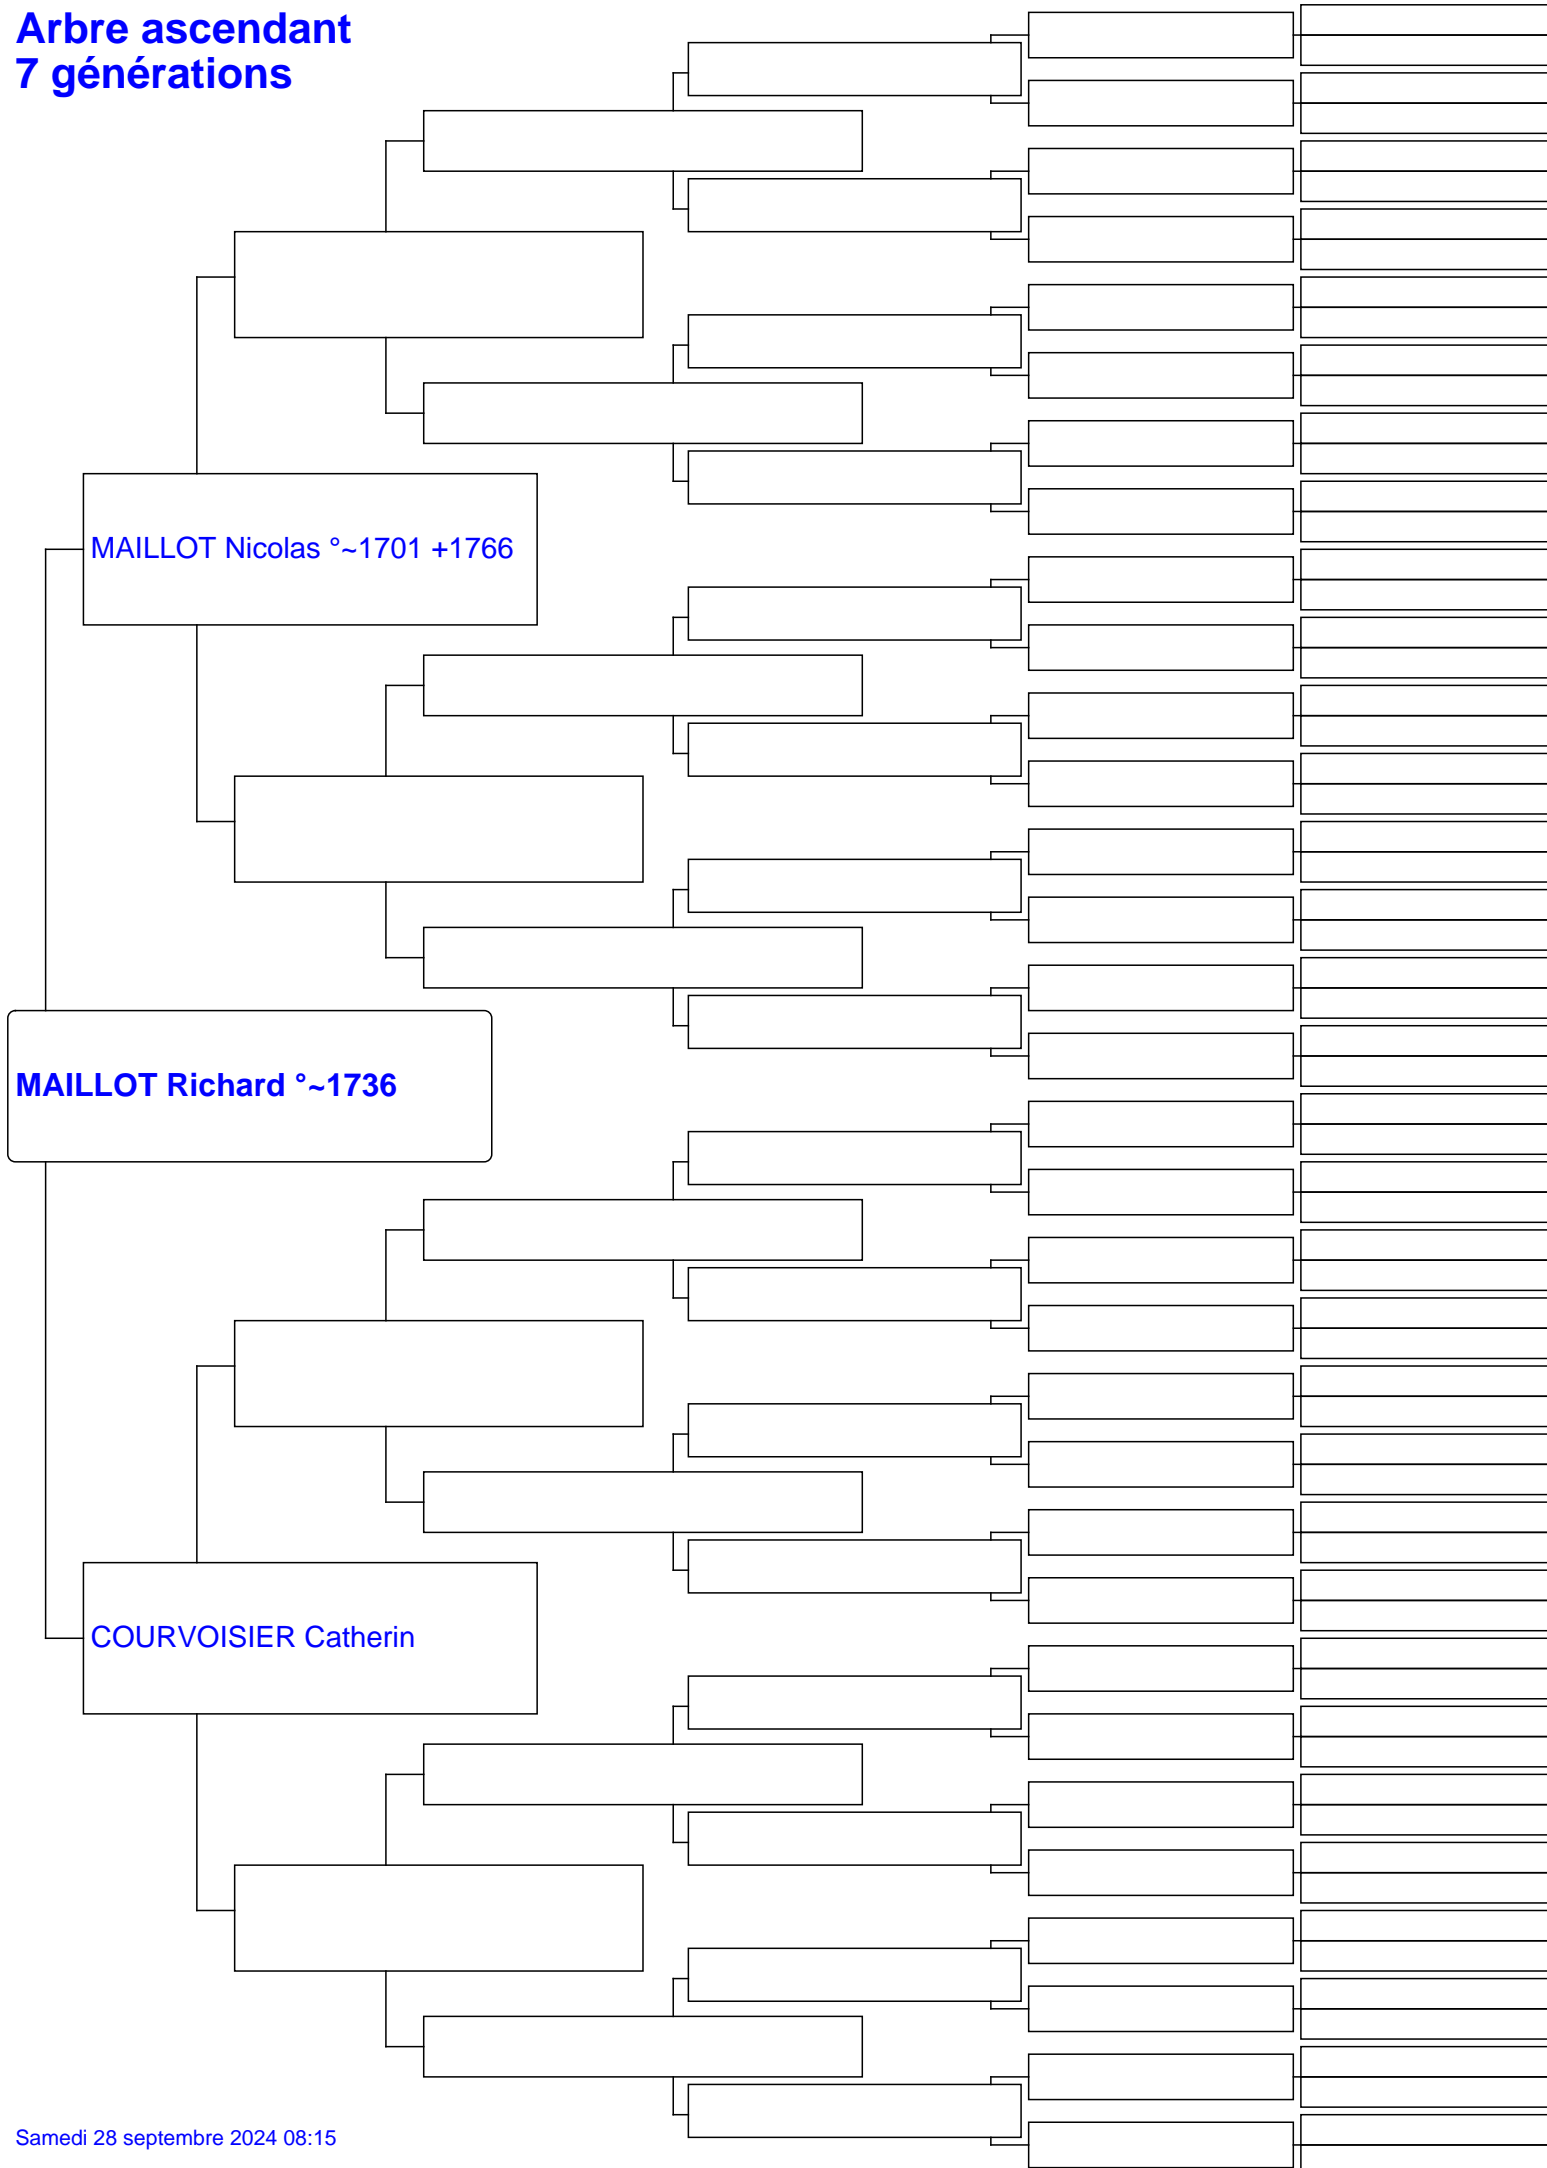 Arbre ascendant
7 générations
MAILLOT Nicolas °~1701 +1766
MAILLOT Richard °~1736
COURVOISIER Catherin
Samedi 28 septembre 2024 08:15